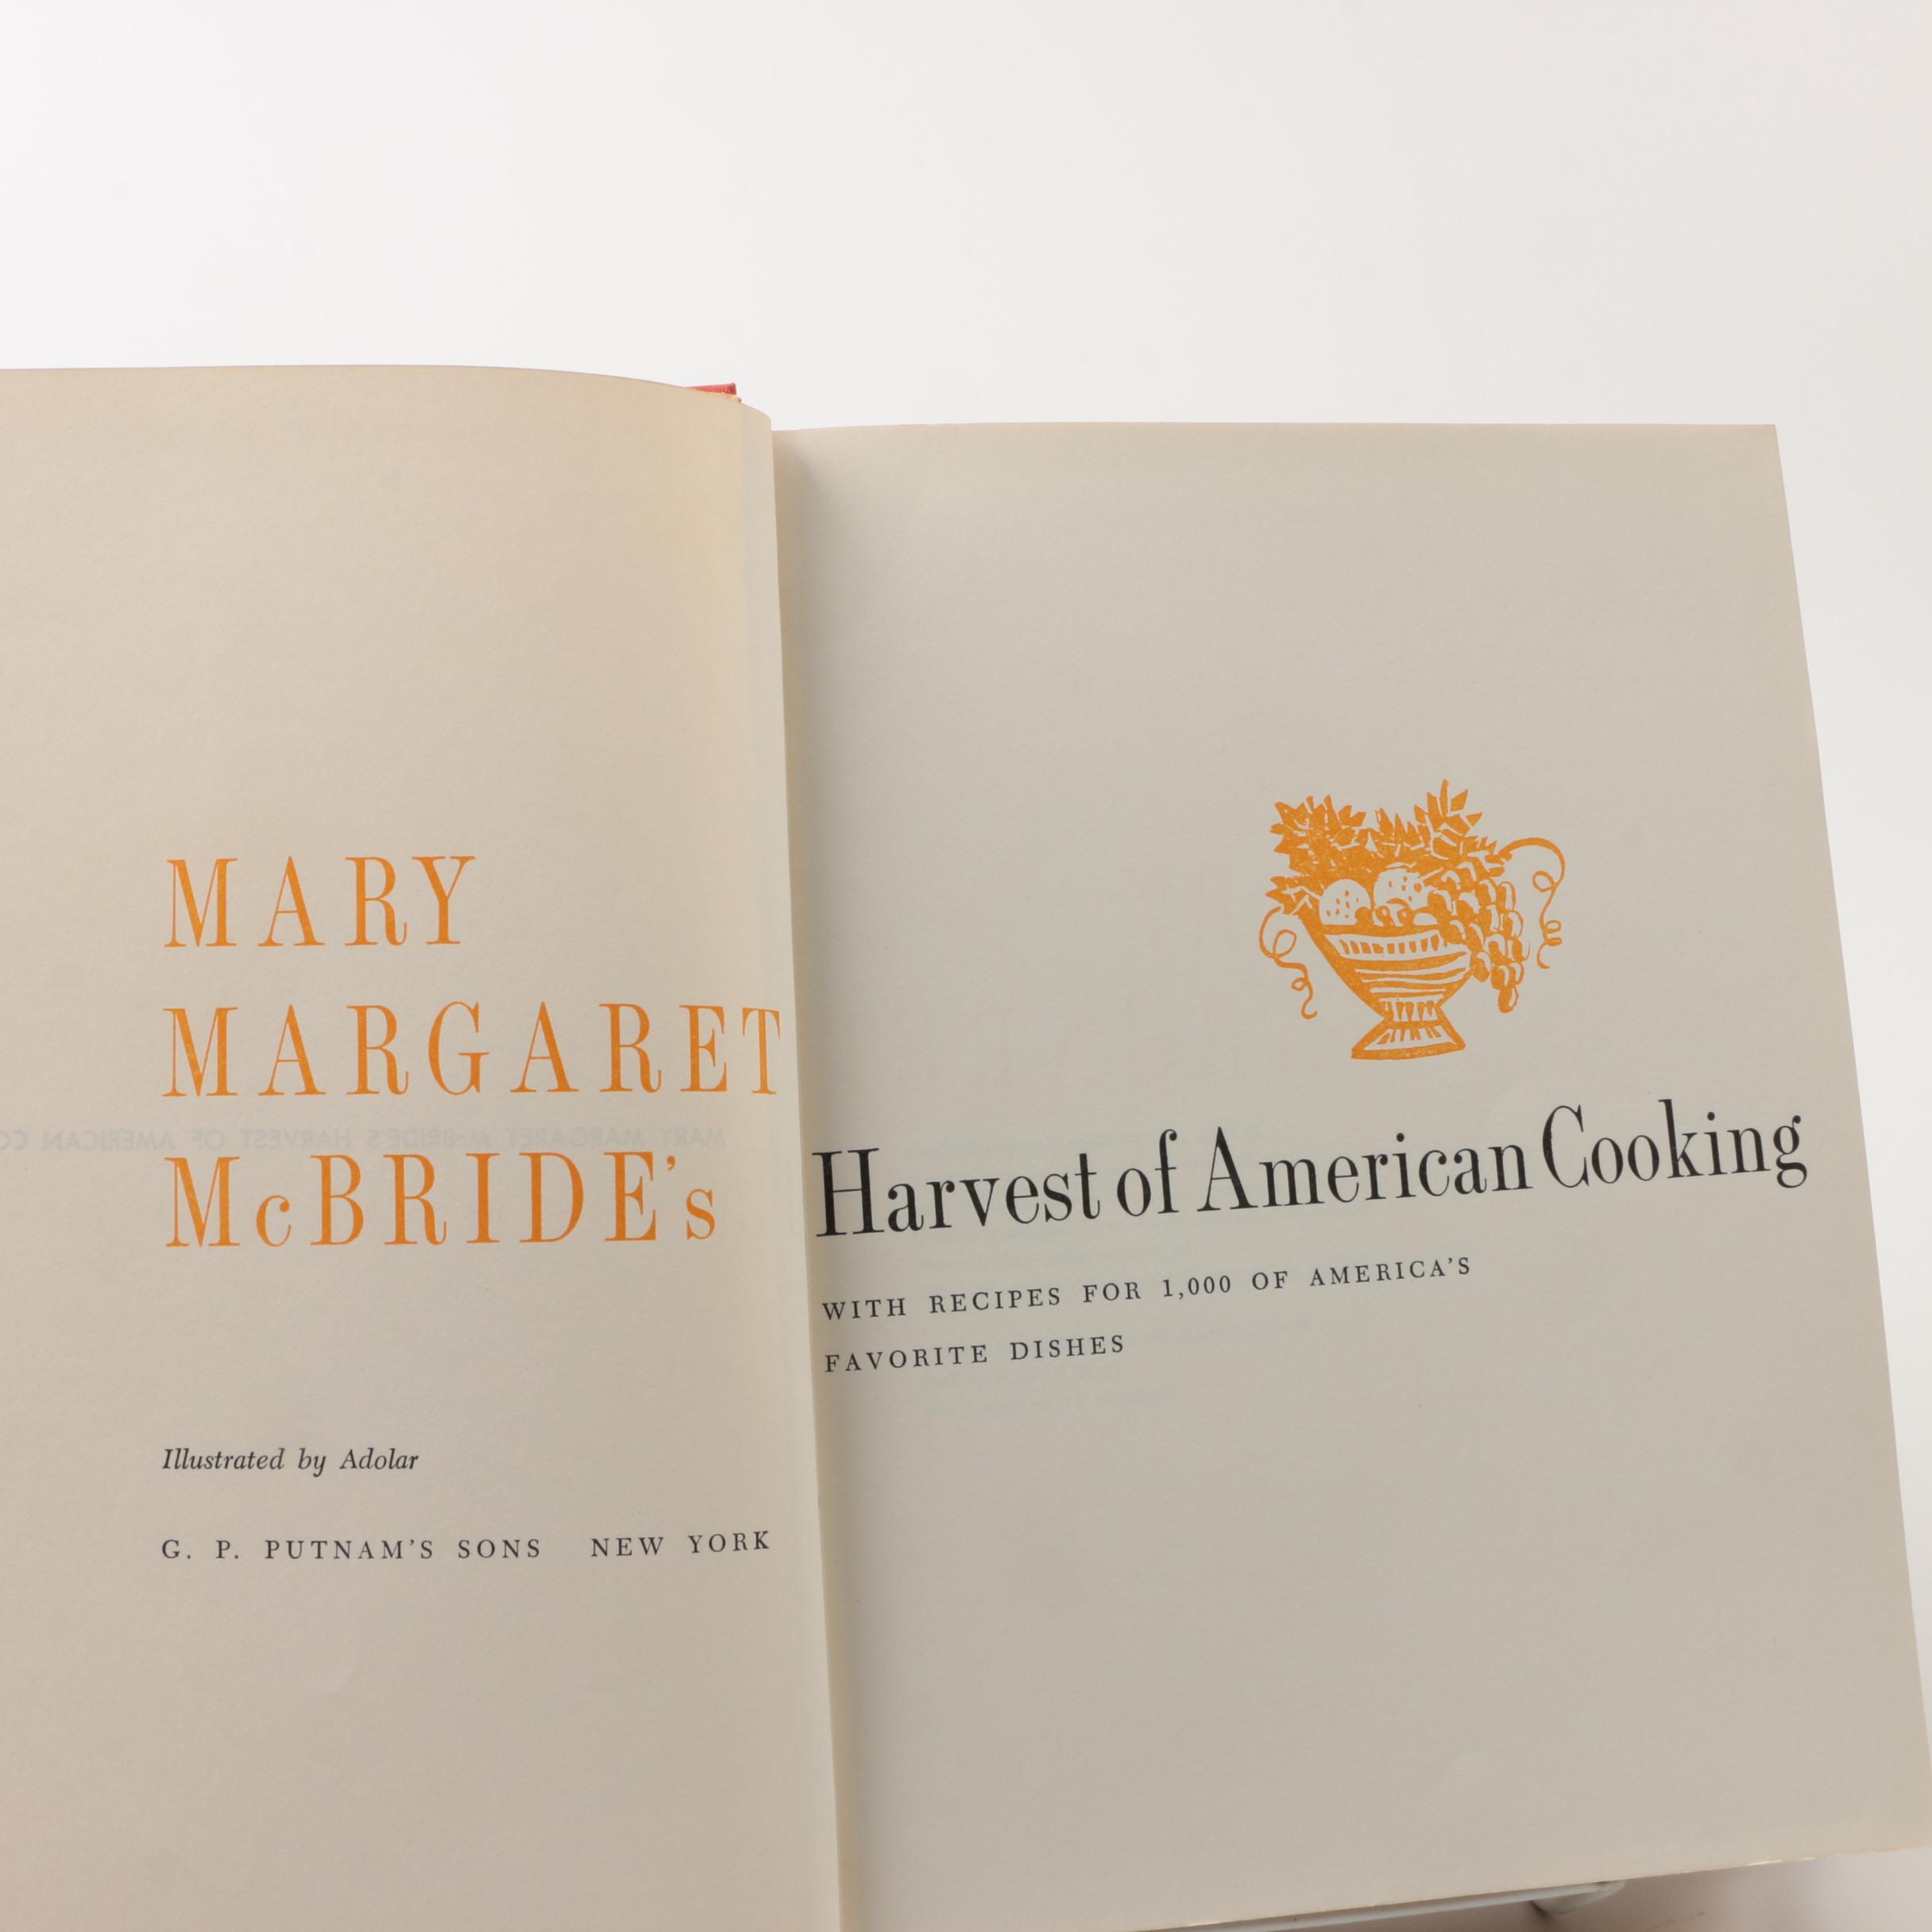 MARY
MARGARET
McBRIDE's
Illustrated by Adolar
G. P. PUTNAM'S SONS NEW YORK
Harvest of American Cooking
WITH RECIPES FOR 1,000 OF AMERICA'S
FAVORITE DISHES